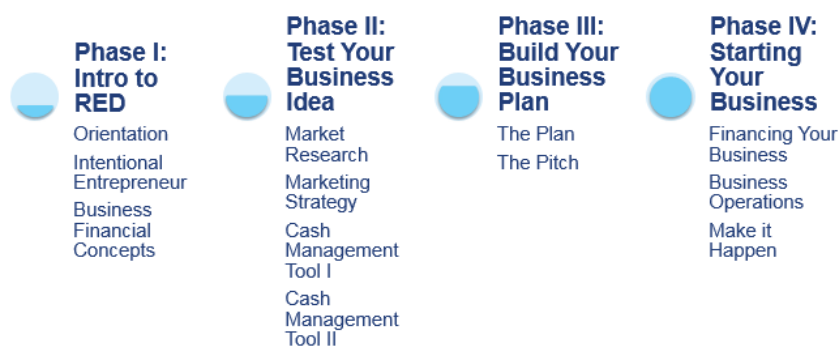 Phase I:
Intro to
RED
Orientation
Intentional
Entrepreneur
Business
Financial
Concepts
Phase II:
Test Your
Business
Idea
Market
Research
Marketing
Strategy
Cash
Management
Tool I
Cash
Management
Tool II
Phase III:
Build Your
Business
Plan
The Plan
The Pitch
Phase IV:
Starting
Your
Business
Financing Your
Business
Business
Operations
Make it
Happen